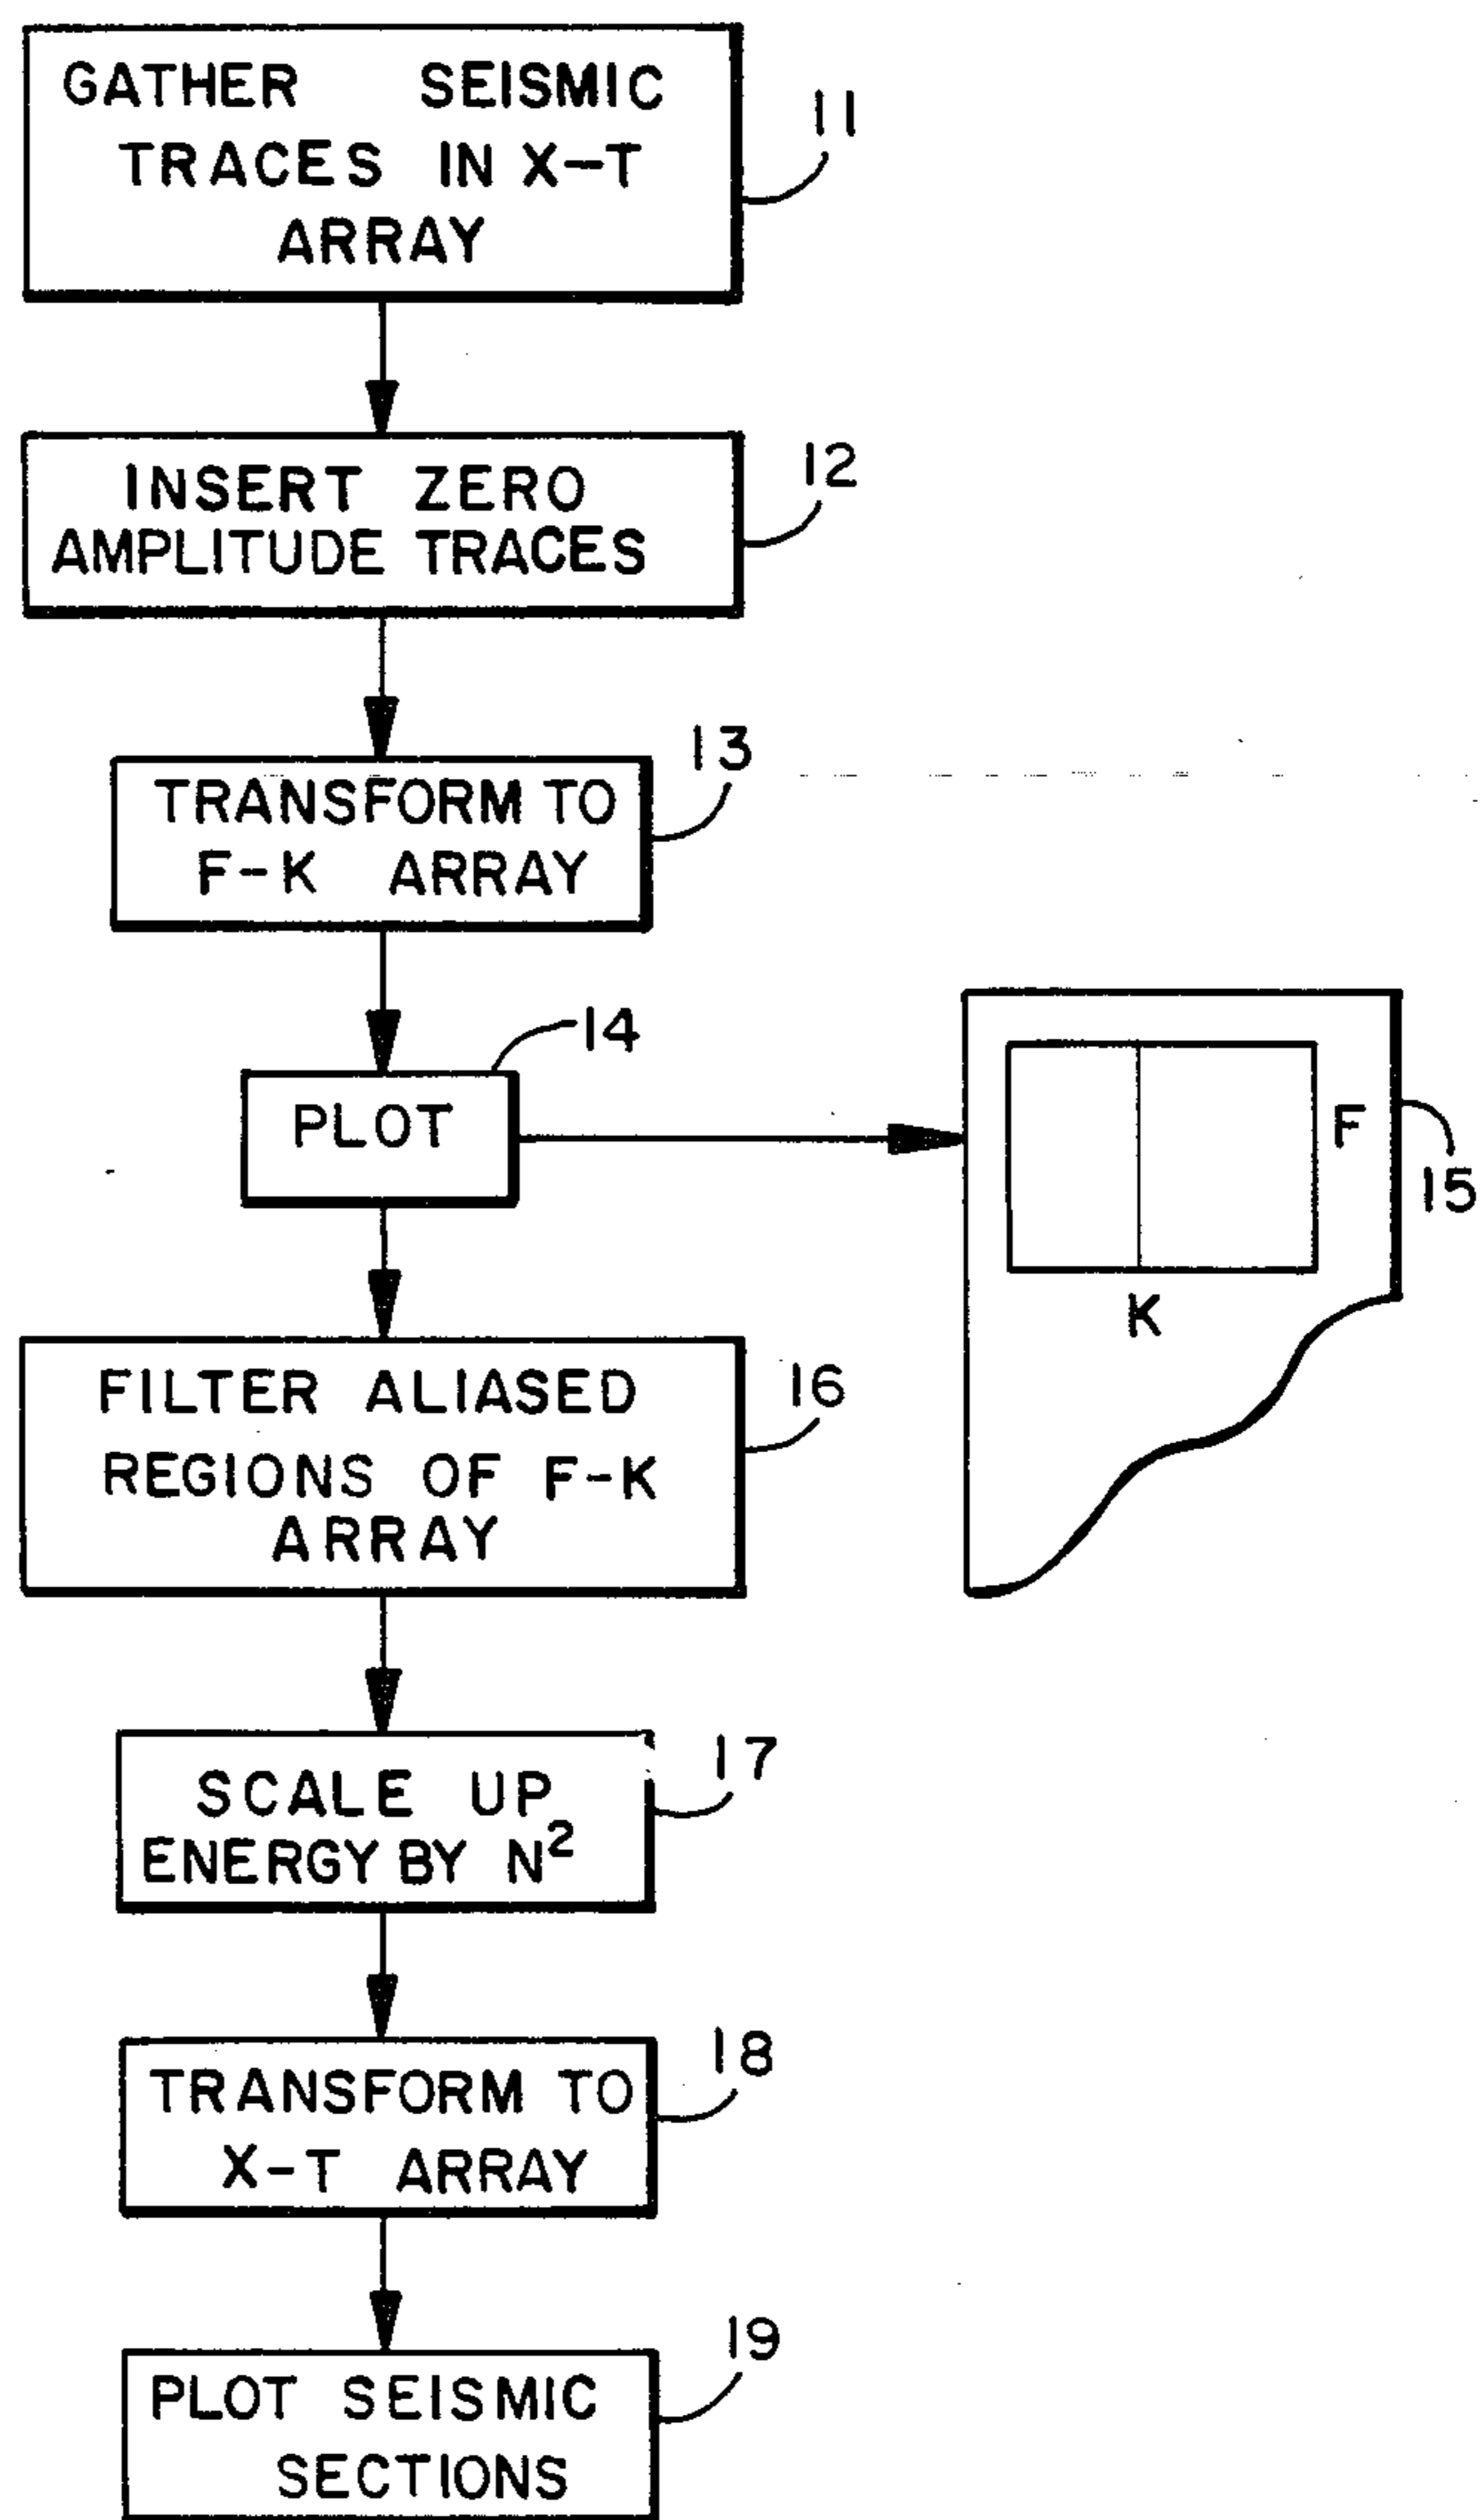 GATHER SEISMIC
TRACES IN X-T
ARRAY
11
INSERT ZERO
AMPLITUDE TRACES
12
TRANSFORM TO
F-K ARRAY
13
PLOT
14
F
K
15
FILTER ALIASED
REGIONS OF F-K
ARRAY
16
SCALE UP
ENERGY BY N²
17
TRANSFORM TO
X-T ARRAY
18
PLOT SEISMIC
SECTIONS
19